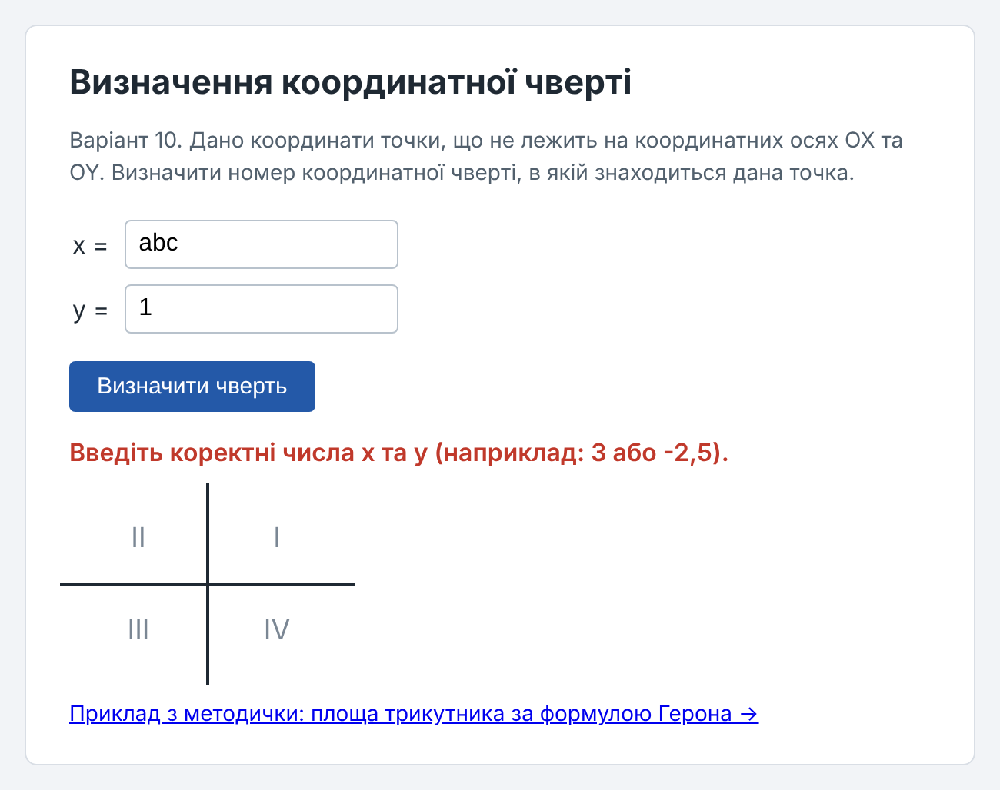 Визначення координатної чверті
Варіант 10. Дано координати точки, що не лежить на координатних осях OX та
OY. Визначити номер координатної чверті, в якій знаходиться дана точка.
x = abc
y = 1
Визначити чверть
Введіть коректні числа x та y (наприклад: 3 або -2,5).
II I
III IV
Приклад з методички: площа трикутника за формулою Герона →